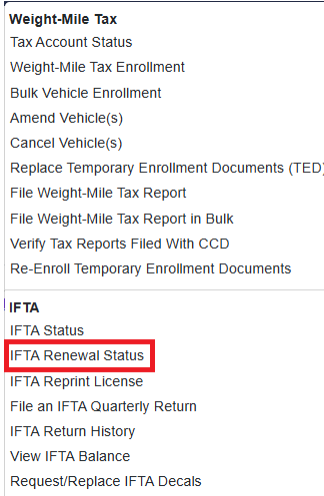 Weight-Mile Tax
Tax Account Status
Weight-Mile Tax Enrollment
Bulk Vehicle Enrollment
Amend Vehicle(s)
Cancel Vehicle(s)
Replace Temporary Enrollment Documents (TED)
File Weight-Mile Tax Report
File Weight-Mile Tax Report in Bulk
Verify Tax Reports Filed With CCD
Re-Enroll Temporary Enrollment Documents
IFTA
IFTA Status
IFTA Renewal Status
IFTA Reprint License
File an IFTA Quarterly Return
IFTA Return History
View IFTA Balance
Request/Replace IFTA Decals